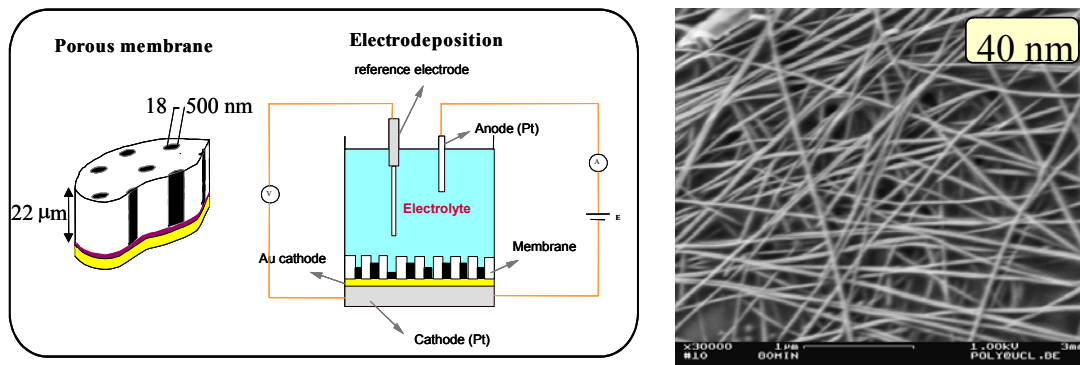 Porous membrane
18 - 500 nm
22 μm
Electrodeposition
reference electrode
Anode (Pt)
V
A
E
Electrolyte
Au cathode
Membrane
Cathode (Pt)
40 nm
x30000 1μm 1.00kV 3mm
#10 80MIN POLY@UCL.BE